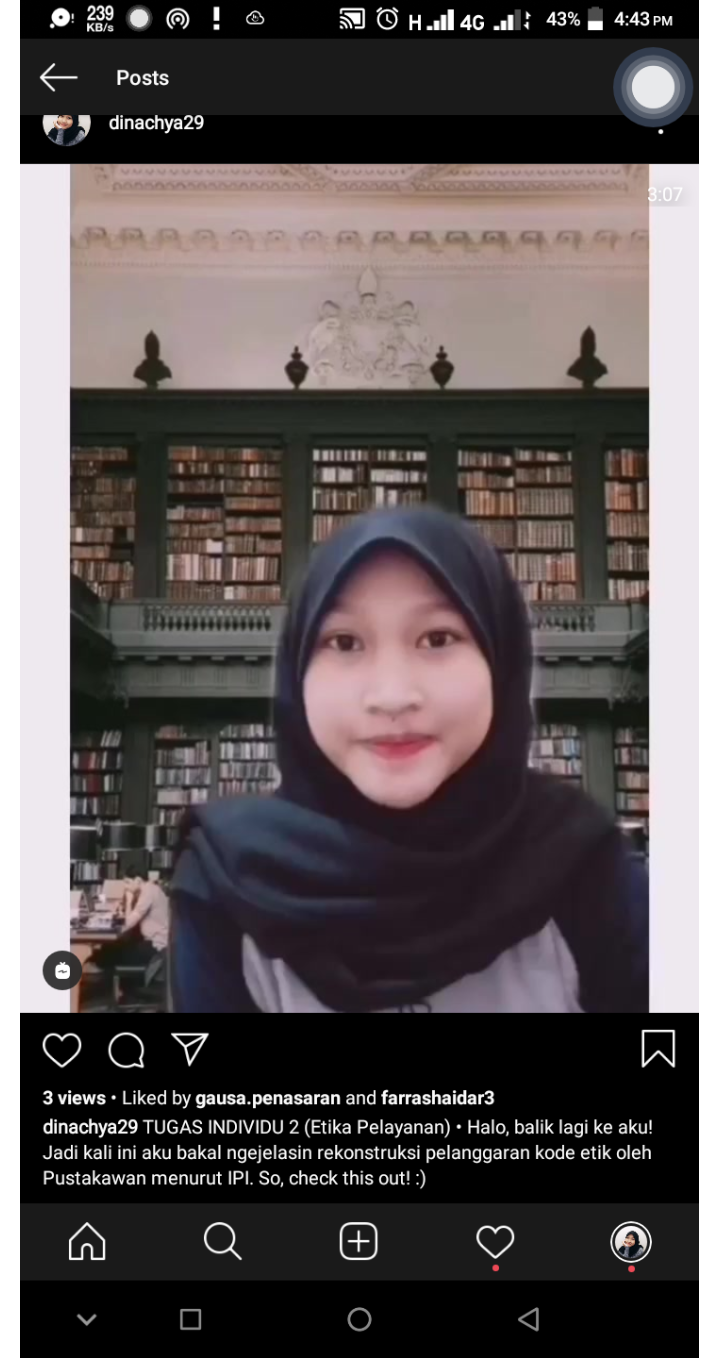 239
KB/s
H 4G 43% 4:43 PM
Posts
dinachya29
3:07
3 views • Liked by gausa.penasaran and farrashaidar3
dinachya29 TUGAS INDIVIDU 2 (Etika Pelayanan) • Halo, balik lagi ke aku!
Jadi kali ini aku bakal ngejelasin rekonstruksi pelanggaran kode etik oleh
Pustakawan menurut IPI. So, check this out! :)